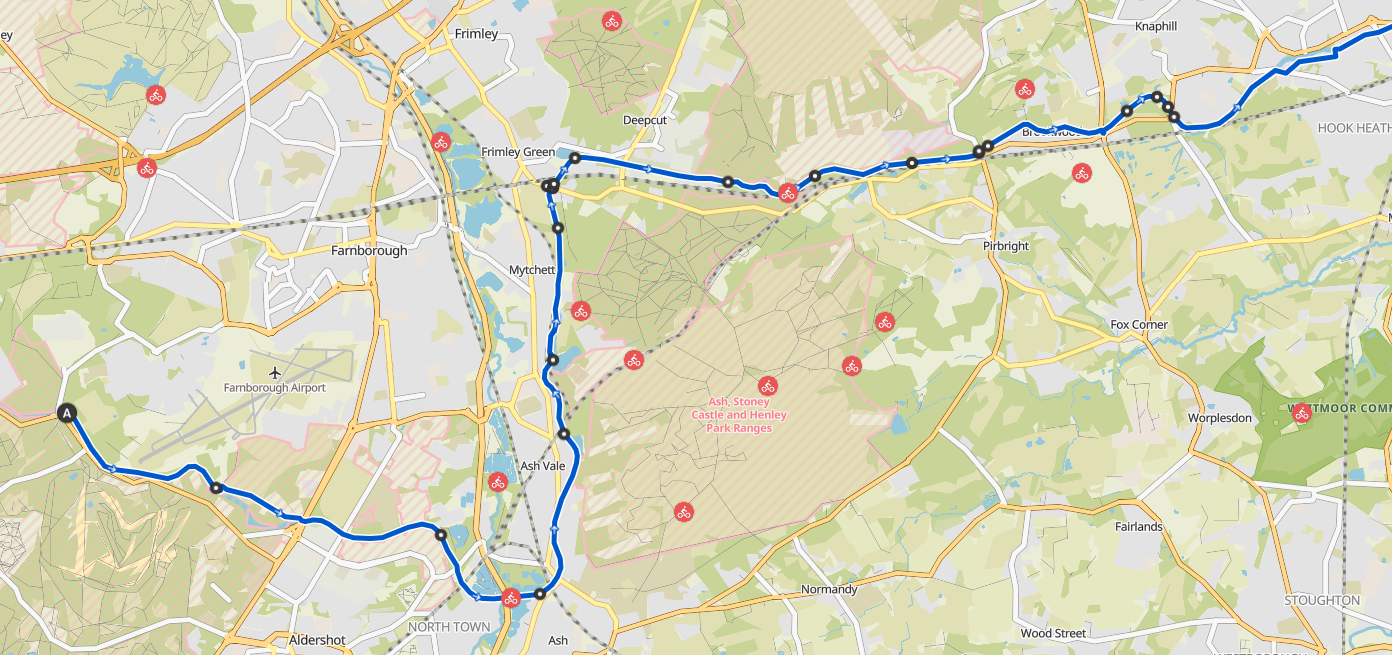 Knaphill
Frimley
ey
Deepcut
HOOK HEATH
Frimley Green
Pirbright
Farnborough
Mytchett
Fox Corner
Farnborough Airport
Ash, Stoney
Castle and Henley
Park Ranges
A
Worplesdon
Ash Vale
Fairlands
Normandy
STOUGHTON
NORTH TOWN
Wood Street
Aldershot
Ash